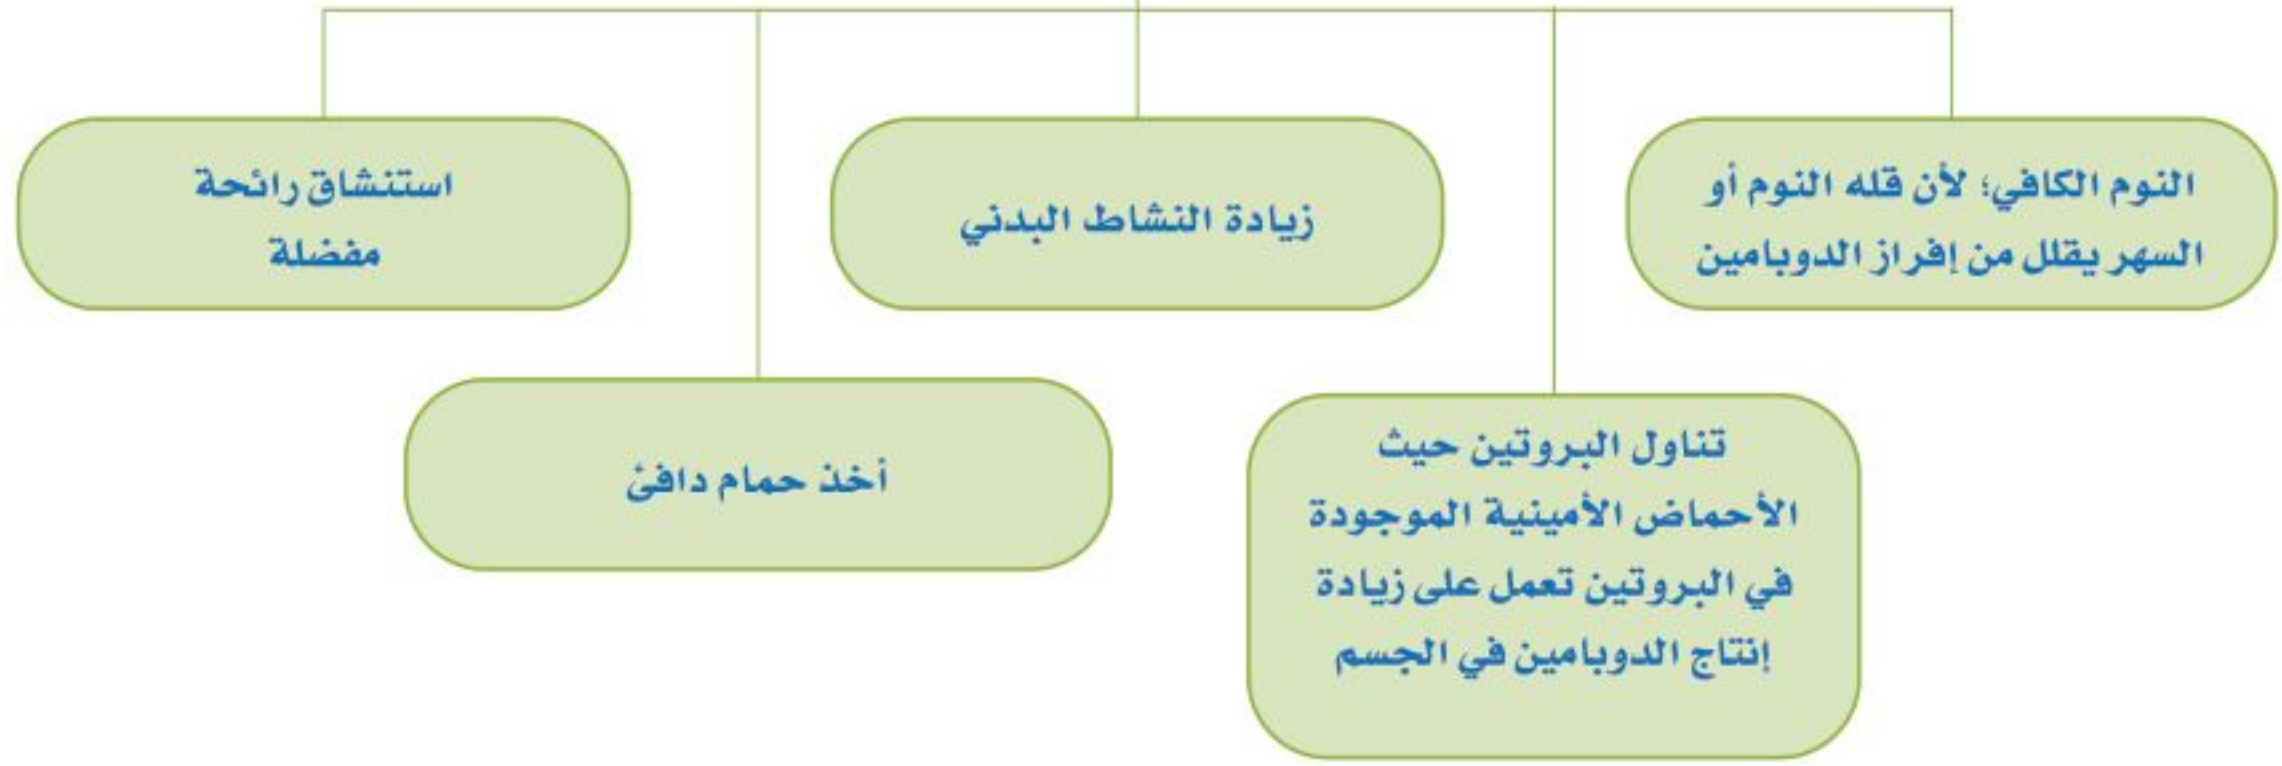 النوم الكافي؛ لأن قله النوم أو
السهر يقلل من إفراز الدوبامين
تناول البروتين حيث
الأحماض الأمينية الموجودة
في البروتين تعمل على زيادة
إنتاج الدوبامين في الجسم
زيادة النشاط البدني
أخذ حمام دافئ
استنشاق رائحة
مفضلة